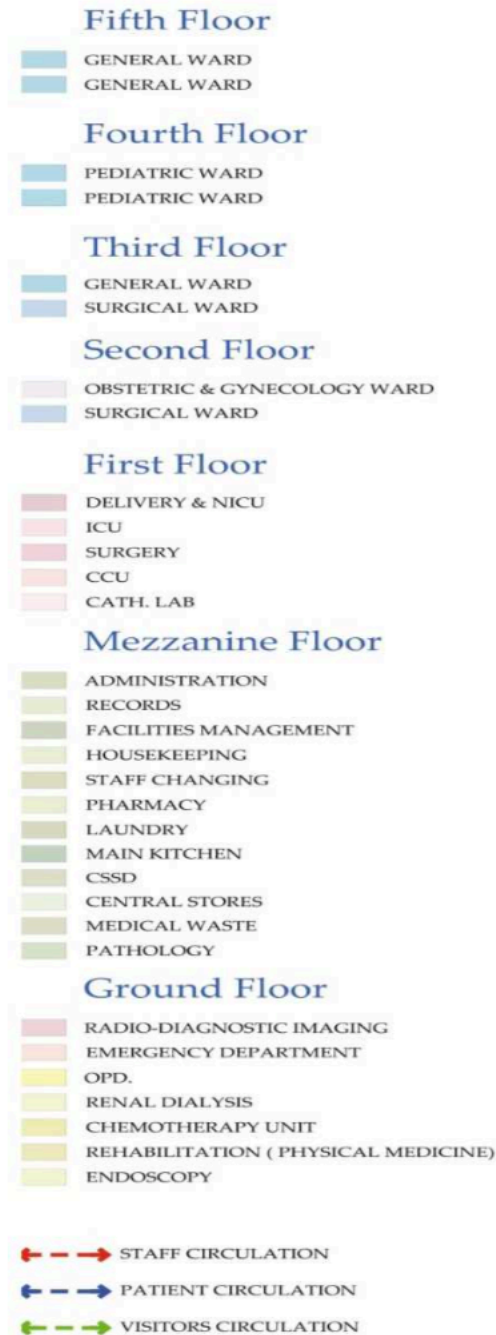 Fifth Floor
GENERAL WARD
GENERAL WARD
Fourth Floor
PEDIATRIC WARD
PEDIATRIC WARD
Third Floor
GENERAL WARD
SURGICAL WARD
Second Floor
OBSTETRIC & GYNECOLOGY WARD
SURGICAL WARD
First Floor
DELIVERY & NICU
ICU
SURGERY
CCU
CATH. LAB
Mezzanine Floor
ADMINISTRATION
RECORDS
FACILITIES MANAGEMENT
HOUSEKEEPING
STAFF CHANGING
PHARMACY
LAUNDRY
MAIN KITCHEN
CSSD
CENTRAL STORES
MEDICAL WASTE
PATHOLOGY
Ground Floor
RADIO-DIAGNOSTIC IMAGING
EMERGENCY DEPARTMENT
OPD.
RENAL DIALYSIS
CHEMOTHERAPY UNIT
REHABILITATION ( PHYSICAL MEDICINE)
ENDOSCOPY
STAFF CIRCULATION
PATIENT CIRCULATION
VISITORS CIRCULATION